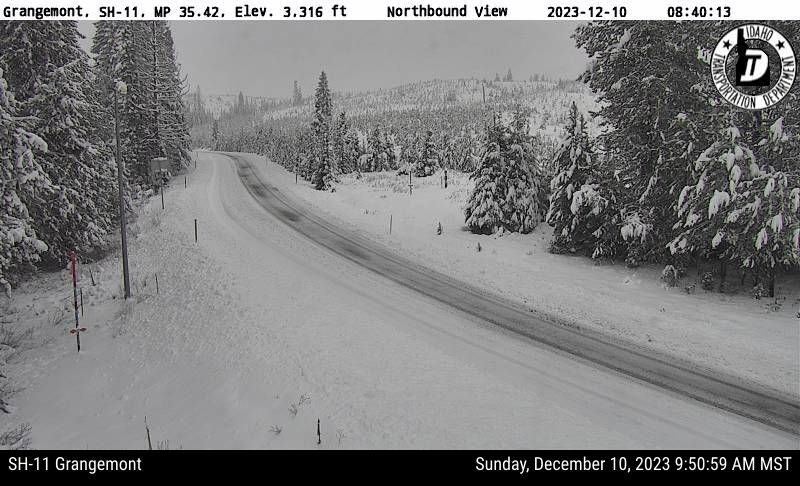 Grangemont, SH-11, MP 35.42, Elev. 3,316 ft Northbound View 2023-12-10 08:40:13
IDAHO
TRANSPORTATION DEPARTMENT
SH-11 Grangemont Sunday, December 10, 2023 9:50:59 AM MST